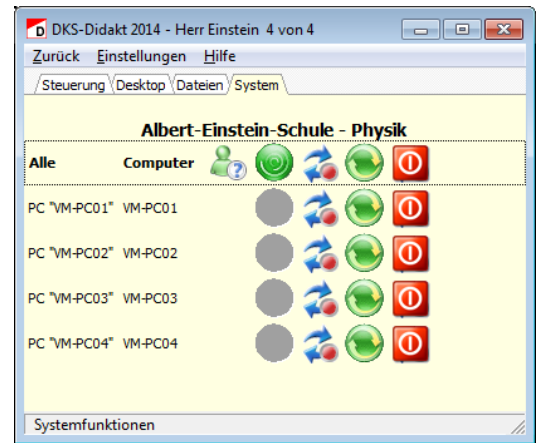 DKS-Didakt 2014 - Herr Einstein 4 von 4
Zurück Einstellungen Hilfe
Steuerung Desktop Dateien System
Albert-Einstein-Schule - Physik
Alle Computer
PC "VM-PC01" VM-PC01
PC "VM-PC02" VM-PC02
PC "VM-PC03" VM-PC03
PC "VM-PC04" VM-PC04
Systemfunktionen